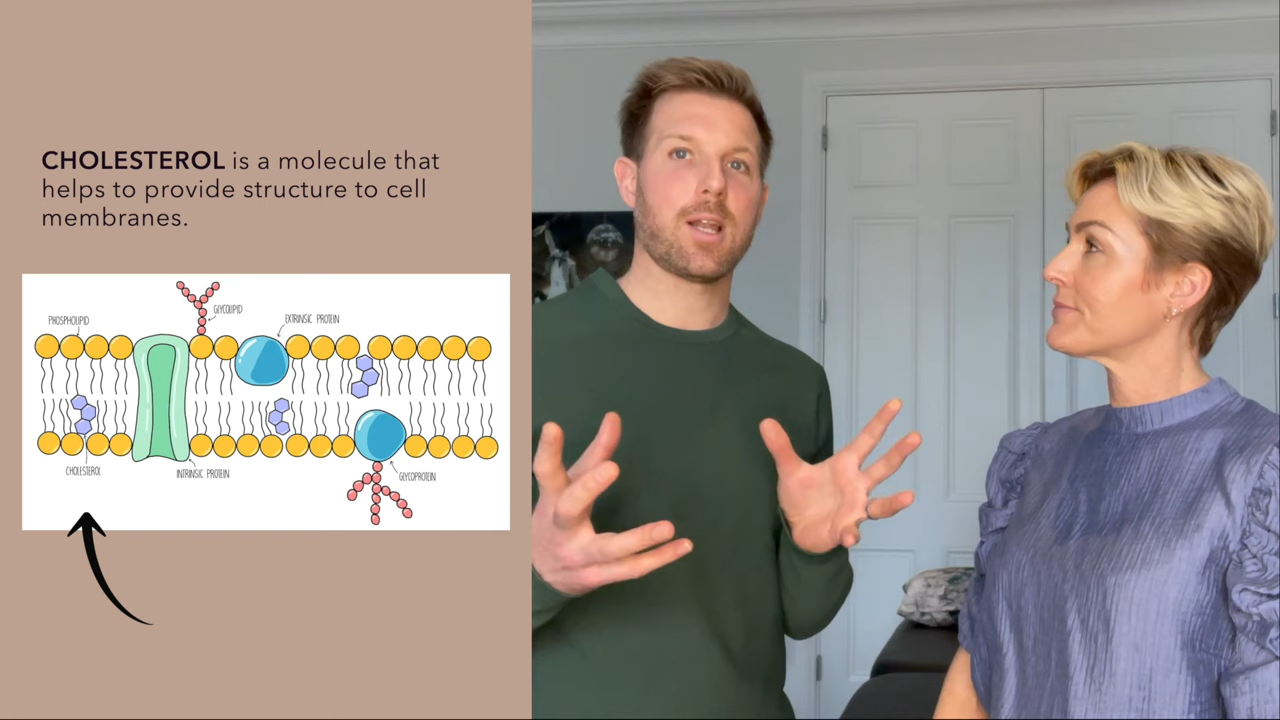 CHOLESTEROL is a molecule that
helps to provide structure to cell
membranes.
GLYCOLIPID
PHOSPHOLIPID
EXTRINSIC PROTEIN
CHOLESTEROL
INTRINSIC PROTEIN
GLYCOPROTEIN